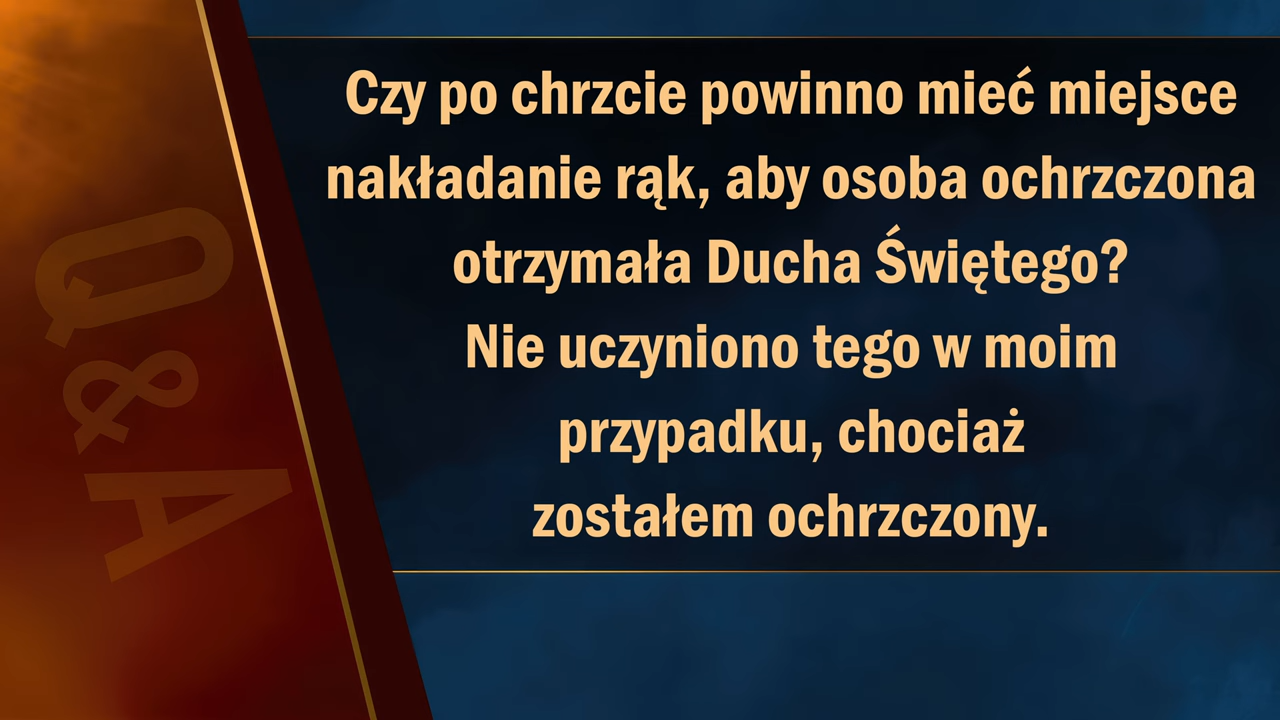 Czy po chrzcie powinno mieć miejsce
nakładanie rąk, aby osoba ochrzczona
otrzymała Ducha Świętego?
Nie uczyniono tego w moim
przypadku, chociaż
zostałem ochrzczony.
Q&A